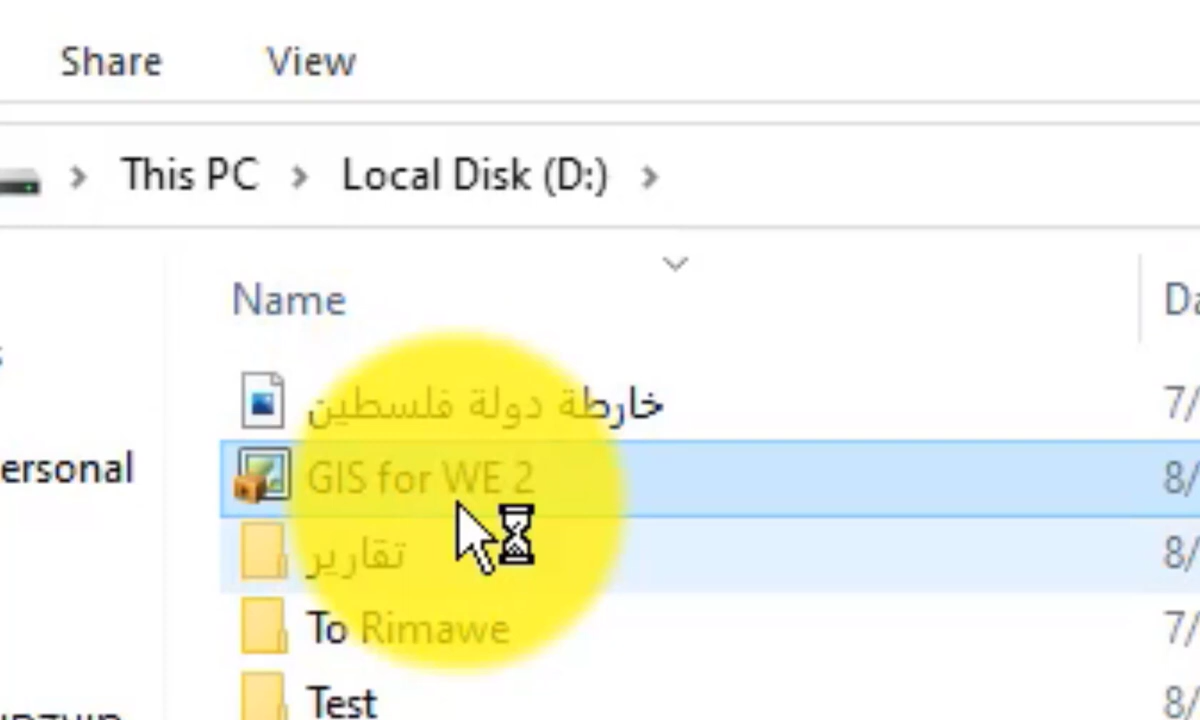 Share View
This PC > Local Disk (D:) >
Name
خارطة دولة فلسطين 7/
ersonal GIS for WE 2 8/
تقارير 8/
To Rimawe 7/
Test 8/